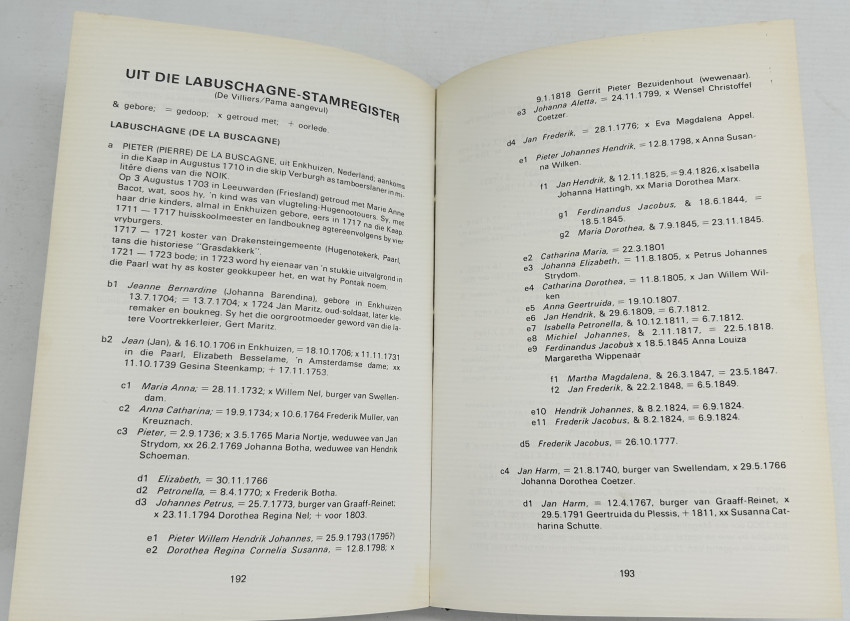 UIT DIE LABUSCHAGNE-STAMREGISTER
(De Villiers/Pama aangevul)
& gebore; = gedoop; x getroud met; + oorlede.
LABUSCHAGNE (DE LA BUSCAGNE)
a PIETER (PIERRE) DE LA BUSCAGNE, uit Enkhuizen, Nederland; aankoms
in die Kaap in Augustus 1710 in die skip Verburgh as tamboerslaner in mi-
litêre diens van die NOIK.
Op 3 Augustus 1703 in Leeuwarden (Friesland) getroud met Marie Anne
Bacot, wat, soos hy, 'n kind was van vlugteling-Hugenootouers. Sy, met
haar drie kinders, almal in Enkhuizen gebore, eers in 1717 na die Kaap.
1711 — 1717 huisskoolmeester en landboukneg agtereenvolgens by vier
vryburgers.
1717 — 1721 koster van Drakensteingemeente (Hugenotekerk, Paarl,
tans die historiese "Grasdakkerk".
1721 — 1723 bode; in 1723 word hy eienaar van 'n stukkie uitvalgrond in
die Paarl wat hy as koster geokkupeer het, en wat hy Pontak noem.
b1 Jeanne Bernardine (Johanna Barendina), gebore in Enkhuizen
13.7.1704; = 13.7.1704; x 1724 Jan Maritz, oud-soldaat, later kle-
remaker en boukneg. Sy het die oorgrootmoeder geword van die la-
tere Voortrekkerleier, Gert Maritz.
b2 Jean (Jan), & 16.10.1706 in Enkhuizen, = 18.10.1706; x 11.11.1731
in die Paarl, Elizabeth Besselame, 'n Amsterdamse dame; xx
11.10.1739 Gesina Steenkamp; + 17.11.1753.
c1 Maria Anna; = 28.11.1732; x Willem Nel, burger van Swellen-
dam.
c2 Anna Catharina; = 19.9.1734; x 10.6.1764 Frederik Muller, van
Kreuznach.
c3 Pieter, = 2.9.1736; x 3.5.1765 Maria Nortje, weduwee van Jan
Strydom, xx 26.2.1769 Johanna Botha, weduwee van Hendrik
Schoeman.
d1 Elizabeth, = 30.11.1766
d2 Petronella, = 8.4.1770; x Frederik Botha.
d3 Johannes Petrus, = 25.7.1773, burger van Graaff-Reinet;
x 23.11.1794 Dorothea Regina Nel; + voor 1803.
e1 Pieter Willem Hendrik Johannes, = 25.9.1793 (1795?)
e2 Dorothea Regina Cornelia Susanna, = 12.8.1798; x
192
9.1.1818 Gerrit Pieter Bezuidenhout (wewenaar).
e3 Johanna Aletta, = 24.11.1799, x Wensel Christoffel
Coetzer.
d4 Jan Frederik, = 28.1.1776; x Eva Magdalena Appel.
e1 Pieter Johannes Hendrik, = 12.8.1798, x Anna Susan-
na Wilken.
f1 Jan Hendrik, & 12.11.1825, = 9.4.1826, x Isabella
Johanna Hattingh, xx Maria Dorothea Marx.
g1 Ferdinandus Jacobus, & 18.6.1844, =
18.5.1845.
g2 Maria Dorothea, & 7.9.1845, = 23.11.1845.
e2 Catharina Maria, = 22.3.1801
e3 Johanna Elizabeth, = 11.8.1805, x Petrus Johannes
Strydom.
e4 Catharina Dorothea, = 11.8.1805, x Jan Willem Wil-
ken
e5 Anna Geertruida, = 19.10.1807.
e6 Jan Hendrik, & 29.6.1809, = 6.7.1812.
e7 Isabella Petronella, & 10.12.1811, = 6.7.1812.
e8 Michiel Johannes, & 2.11.1817, = 22.5.1818.
e9 Ferdinandus Jacobus x 18.5.1845 Anna Louiza
Margaretha Wippenaar
f1 Martha Magdalena, & 26.3.1847, = 23.5.1847.
f2 Jan Frederik, & 22.2.1848, = 6.5.1849.
e10 Hendrik Johannes, & 8.2.1824, = 6.9.1824.
e11 Frederik Jacobus, & 8.2.1824, = 6.9.1824.
d5 Frederik Jacobus, = 26.10.1777.
c4 Jan Harm, = 21.8.1740, burger van Swellendam, x 29.5.1766
Johanna Dorothea Coetzer.
d1 Jan Harm, = 12.4.1767, burger van Graaff-Reinet, x
29.5.1791 Geertruida du Plessis, + 1811, xx Susanna Cat-
harina Schutte.
193